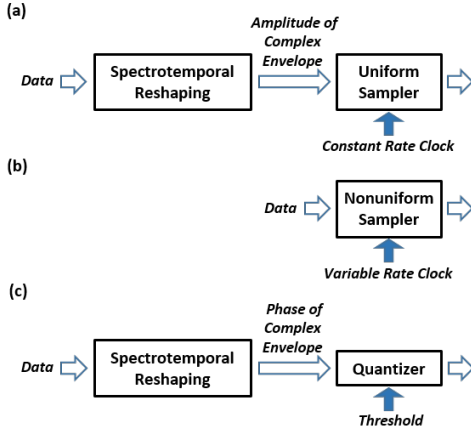 (a)
Amplitude of
Complex
Envelope
Data
Spectrotemporal
Reshaping
Uniform
Sampler
Constant Rate Clock
(b)
Data
Nonuniform
Sampler
Variable Rate Clock
(c)
Phase of
Complex
Envelope
Data
Spectrotemporal
Reshaping
Quantizer
Threshold